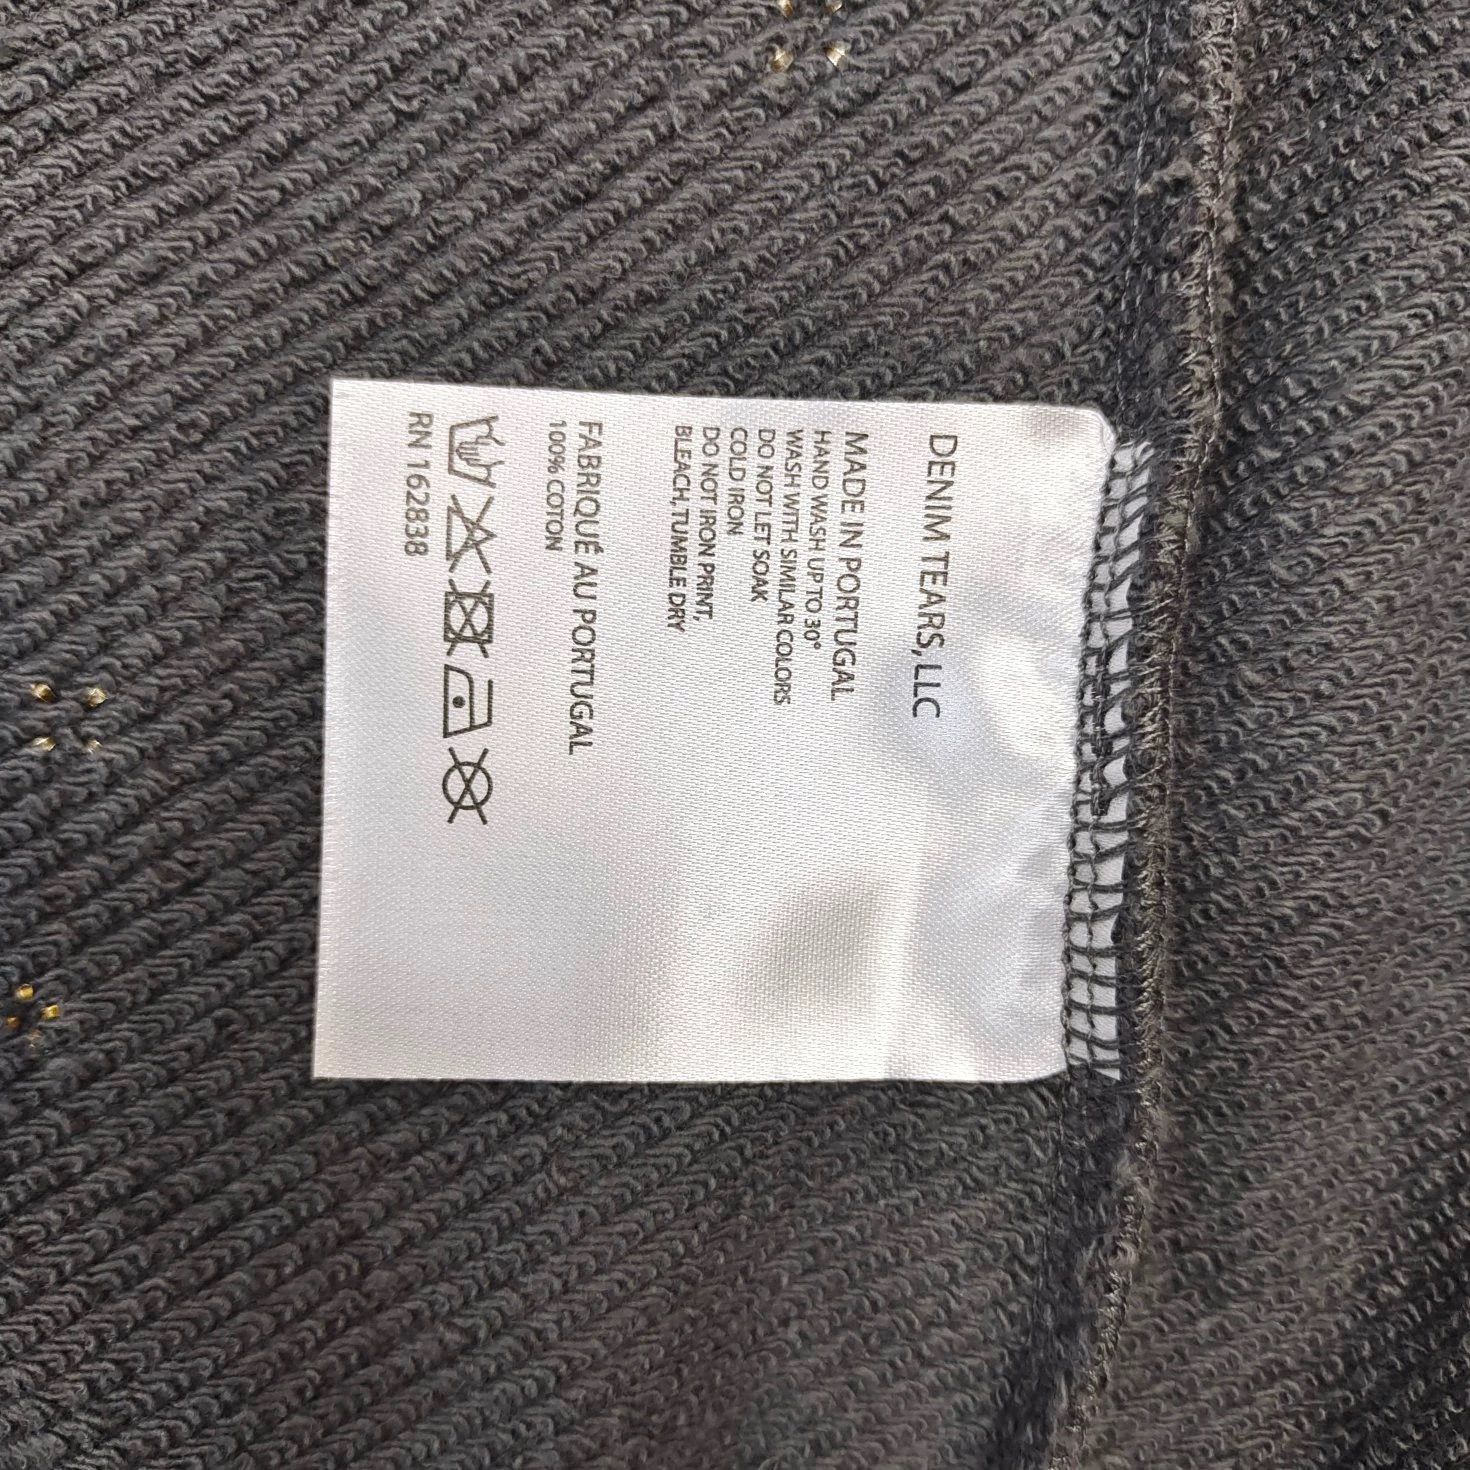 DENIM TEARS, LLC
MADE IN PORTUGAL
HAND WASH UP TO 30°
WASH WITH SIMILAR COLORS
DO NOT LET SOAK
COLD IRON
DO NOT IRON PRINT,
BLEACH, TUMBLE DRY
FABRIQUÉ AU PORTUGAL
100% COTON
RN 162838